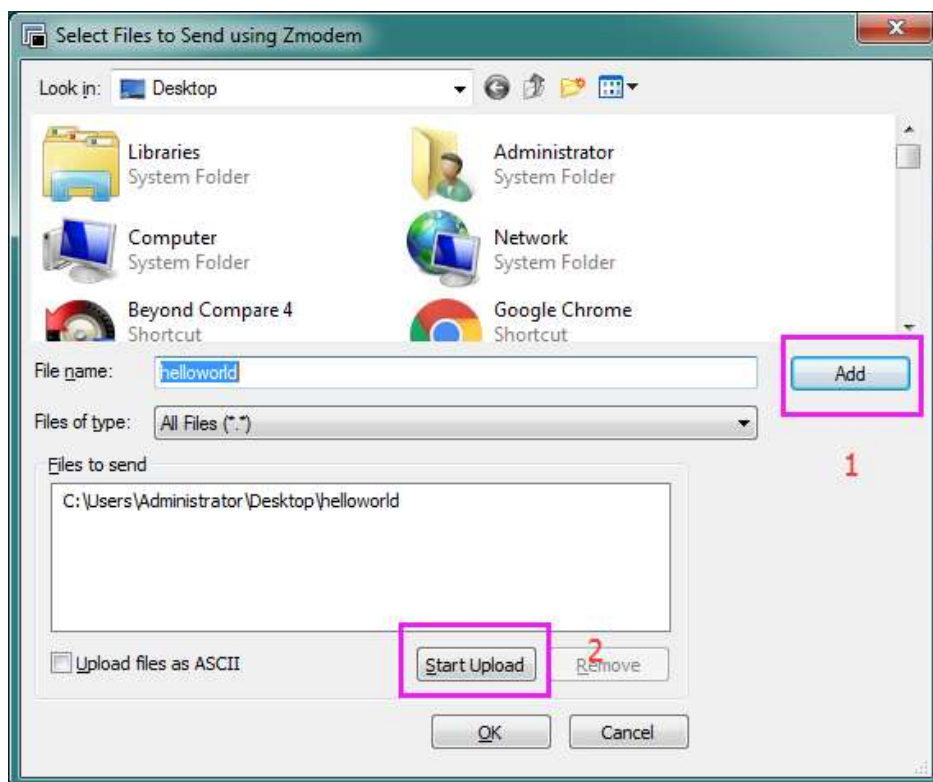 Select Files to Send using Zmodem
Look in: Desktop
Libraries
System Folder
Administrator
System Folder
Computer
System Folder
Network
System Folder
Beyond Compare 4
Shortcut
Google Chrome
Shortcut
File name: helloworld
Add
Files of type: All Files (*.*)
1
Files to send
C:\Users\Administrator\Desktop\helloworld
Upload files as ASCII
Start Upload
2
Remove
OK
Cancel